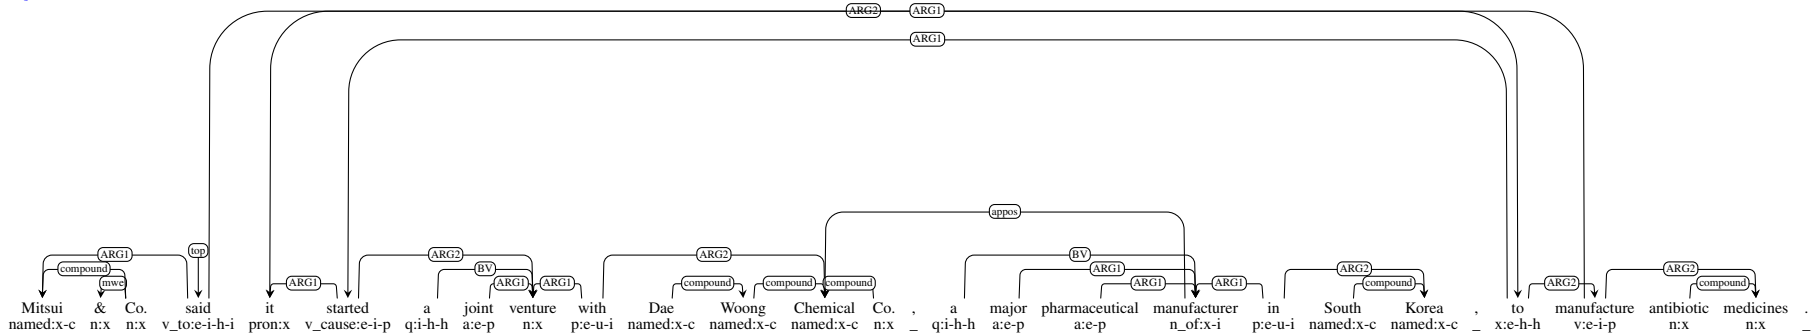 ARG2 ARG1
ARG1
appos
ARG1 top ARG2 ARG2 BV ARG2 ARG2
compound BV ARG1
mwe ARG1 ARG1 ARG1 compound compound compound ARG1 ARG1 compound ARG2 compound
Mitsui & Co. said it started a joint venture with Dae Woong Chemical Co. , a major pharmaceutical manufacturer in South Korea , to manufacture antibiotic medicines .
named:x-c n:x n:x v_to:e-i-h-i pron:x v_cause:e-i-p q:i-h-h a:e-p n:x p:e-u-i named:x-c named:x-c named:x-c n:x _ q:i-h-h a:e-p a:e-p n_of:x-i p:e-u-i named:x-c named:x-c _ x:e-h-h v:e-i-p n:x n:x _